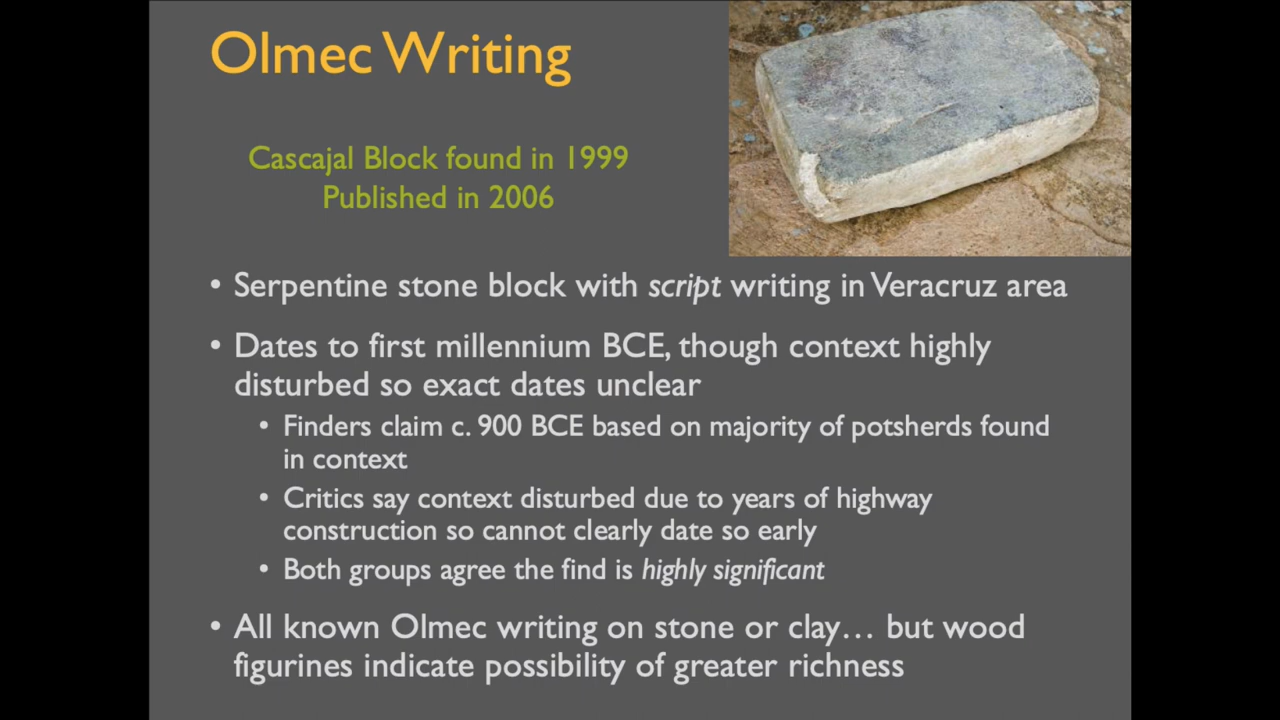 Olmec Writing
Cascajal Block found in 1999
Published in 2006
• Serpentine stone block with script writing in Veracruz area
• Dates to first millennium BCE, though context highly
disturbed so exact dates unclear
• Finders claim c. 900 BCE based on majority of potsherds found
in context
• Critics say context disturbed due to years of highway
construction so cannot clearly date so early
• Both groups agree the find is highly significant
• All known Olmec writing on stone or clay… but wood
figurines indicate possibility of greater richness